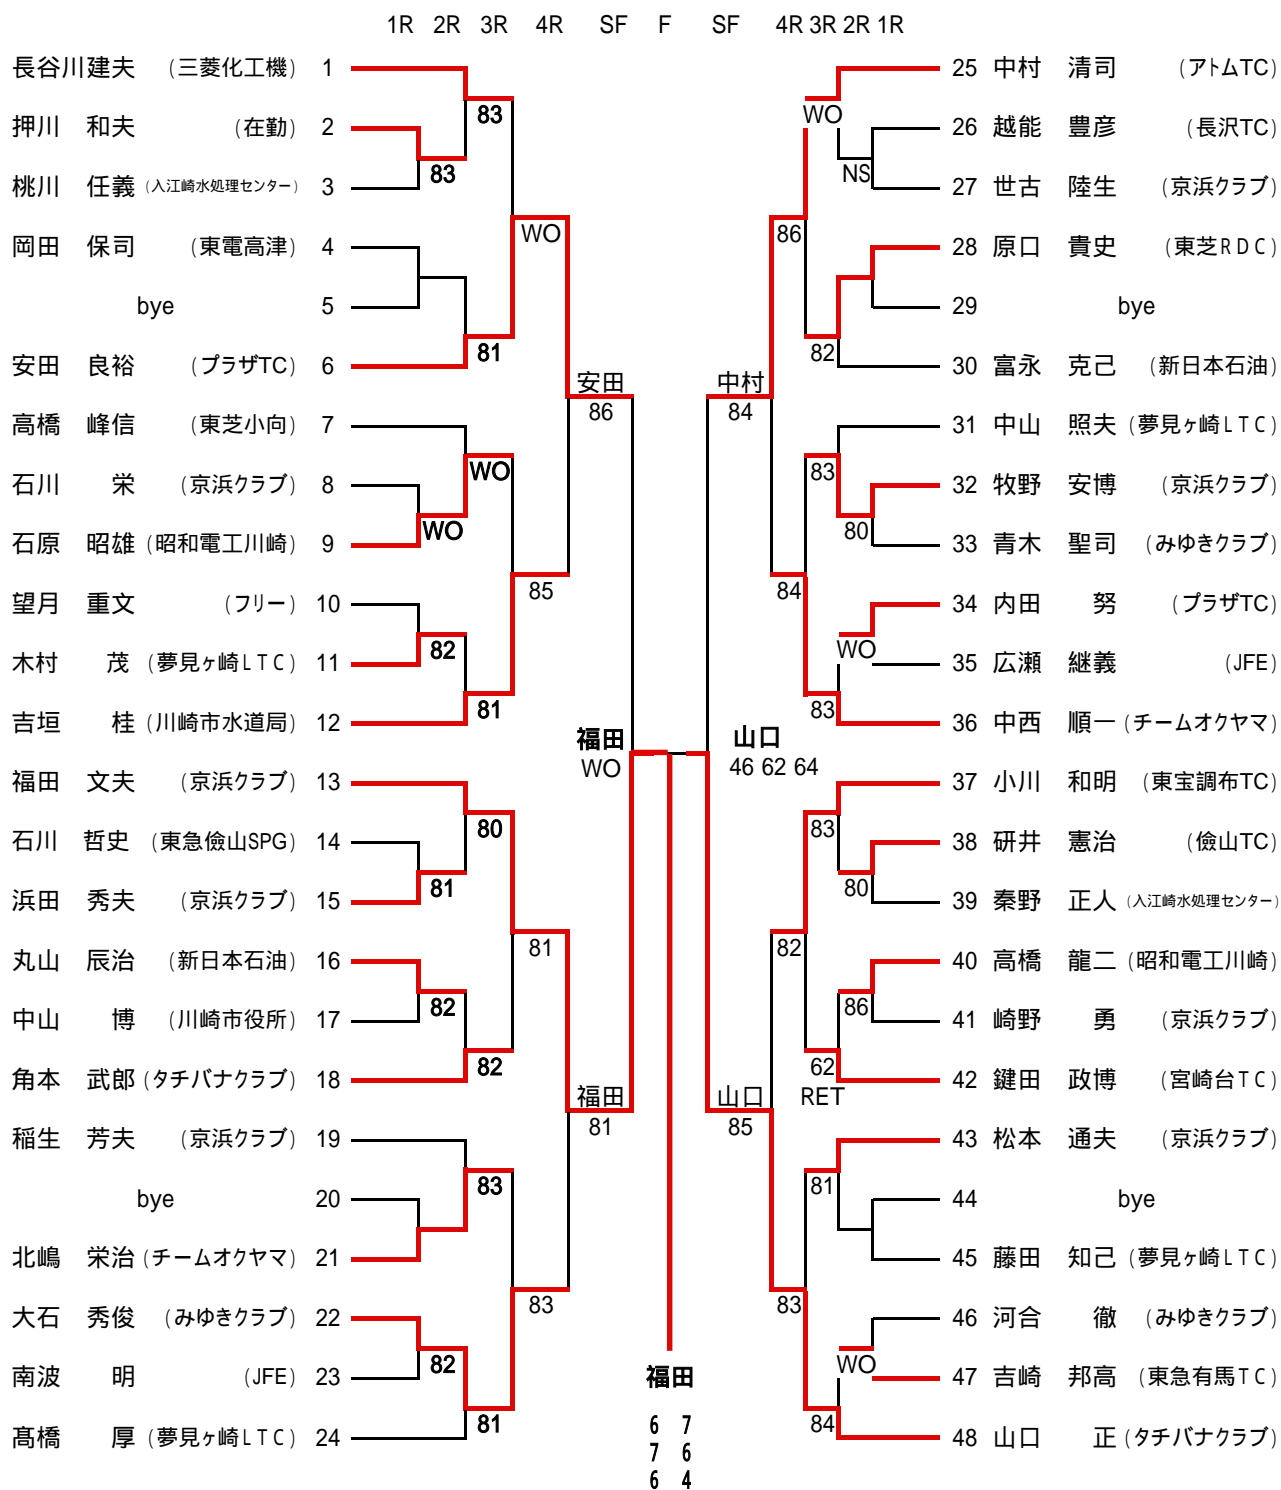 1R 2R 3R 4R SF F SF 4R 3R 2R 1R
長谷川建夫 (三菱化工機) 1
押川 和夫 (在勤) 2
桃川 任義 (入江崎水処理センター) 3
岡田 保司 (東電高津) 4
bye 5
安田 良裕 (プラザTC) 6
高橋 峰信 (東芝小向) 7
石川 栄 (京浜クラブ) 8
石原 昭雄 (昭和電工川崎) 9
望月 重文 (フリー) 10
木村 茂 (夢見ヶ崎LTC) 11
吉垣 桂 (川崎市水道局) 12
福田 文夫 (京浜クラブ) 13
石川 哲史 (東急儉山SPG) 14
浜田 秀夫 (京浜クラブ) 15
丸山 辰治 (新日本石油) 16
中山 博 (川崎市役所) 17
角本 武郎 (タチバナクラブ) 18
稲生 芳夫 (京浜クラブ) 19
bye 20
北嶋 栄治 (チームオクヤマ) 21
大石 秀俊 (みゆきクラブ) 22
南波 明 (JFE) 23
髙橋 厚 (夢見ヶ崎LTC) 24
83
81
WO
81
80
82
83
81
83
WO
82
81
82
82
WO
85
81
83
安田
86
福田
81
福田
WO
福田
6 7
7 6
6 4
山口
46 62 64
中村
84
山口
85
86
84
82
83
WO
82
83
83
83
62
RET
81
84
NS
80
WO
80
86
WO
25 中村 清司 (アトムTC)
26 越能 豊彦 (長沢TC)
27 世古 陸生 (京浜クラブ)
28 原口 貴史 (東芝RDC)
29 bye
30 富永 克己 (新日本石油)
31 中山 照夫 (夢見ヶ崎LTC)
32 牧野 安博 (京浜クラブ)
33 青木 聖司 (みゆきクラブ)
34 内田 努 (プラザTC)
35 広瀬 継義 (JFE)
36 中西 順一 (チームオクヤマ)
37 小川 和明 (東宝調布TC)
38 研井 憲治 (儉山TC)
39 秦野 正人 (入江崎水処理センター)
40 高橋 龍二 (昭和電工川崎)
41 崎野 勇 (京浜クラブ)
42 鍵田 政博 (宮崎台TC)
43 松本 通夫 (京浜クラブ)
44 bye
45 藤田 知己 (夢見ヶ崎LTC)
46 河合 徹 (みゆきクラブ)
47 吉崎 邦高 (東急有馬TC)
48 山口 正 (タチバナクラブ)